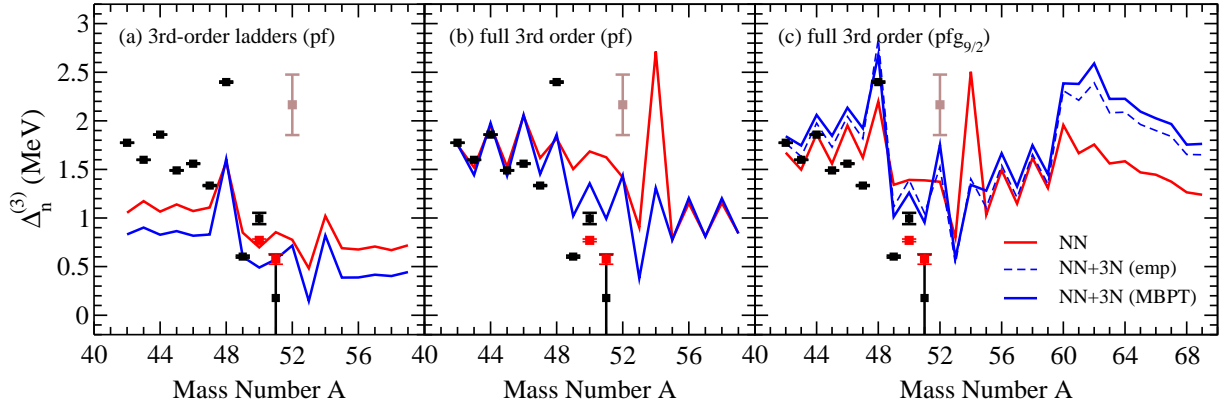 3
2.5
2
1.5
1
0.5
0
Δn(3) (MeV)
(a) 3rd-order ladders (pf)
(b) full 3rd order (pf)
(c) full 3rd order (pfg9/2)
NN
NN+3N (emp)
NN+3N (MBPT)
40 44 48 52 56 40 44 48 52 56 40 44 48 52 56 60 64 68
Mass Number A Mass Number A Mass Number A